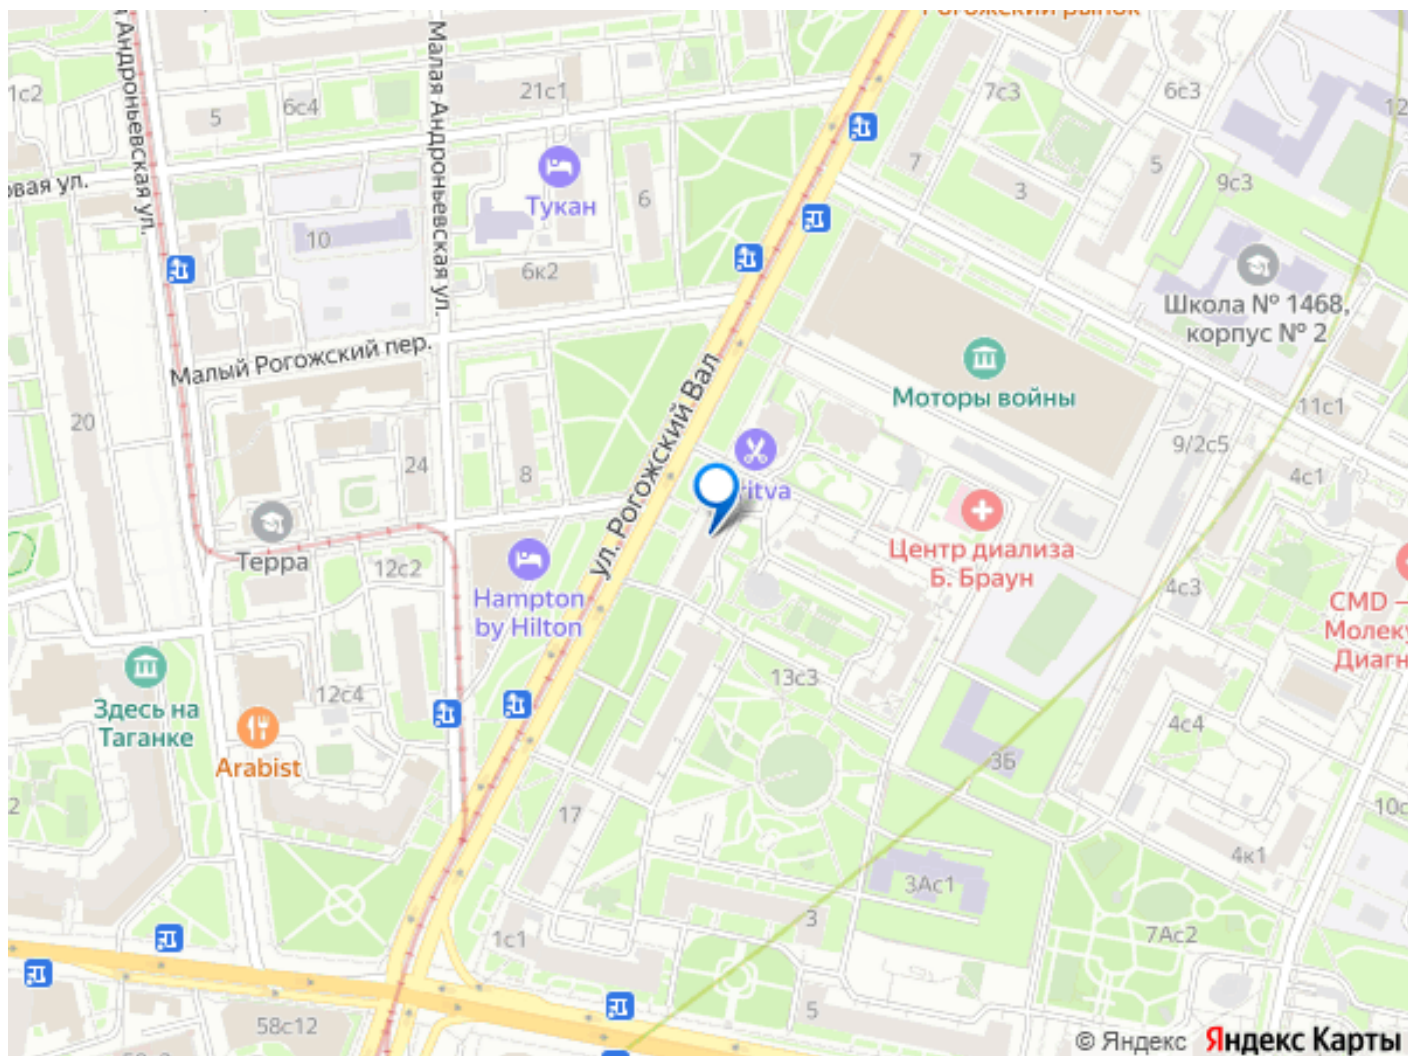 Рогожский рынок
1с2
5
6с4
21с1
7с3
6с3
12
Андроньевская ул.
Малая Андроньевская ул.
7
3
5
9с3
овая ул.
10
Тукан
6
6к2
Школа № 1468,
корпус № 2
Малый Рогожский пер.
Моторы войны
11с1
20
24
8
ул. Рогожский Вал
ritva
9/2с5
4с1
Терра
12с2
Hampton
by Hilton
Центр диализа
Б. Браун
4с3
CMD —
Молеку
Диагн
12с4
13с3
Здесь на
Таганке
4с4
Arabist
3Б
2
17
10с
4к1
3Ас1
3
1с1
7Ас2
5
58с12
© Яндекс Яндекс Карты